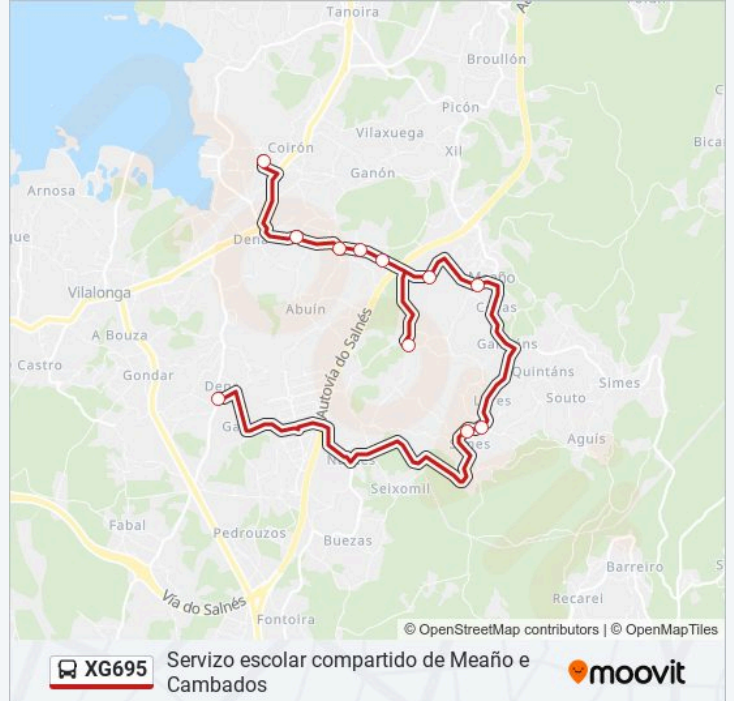 Tanoira
Broullón
Picón
Vilaxuega
Coirón
Xil
Bica
Ganón
Arnosa
Dena
Meaño
Vilalonga
Abuín
A Bouza
Castro
Gondar
Autovía do Salnés
Quintáns
Simes
Souto
Aguís
Seixomil
Fabal
Pedrouzos
Buezas
Barreiro
Vía do Salnés
Recarel
Fontoira
© OpenStreetMap contributors | © OpenMapTiles
XG695
Servizo escolar compartido de Meaño e
Cambados
moovit